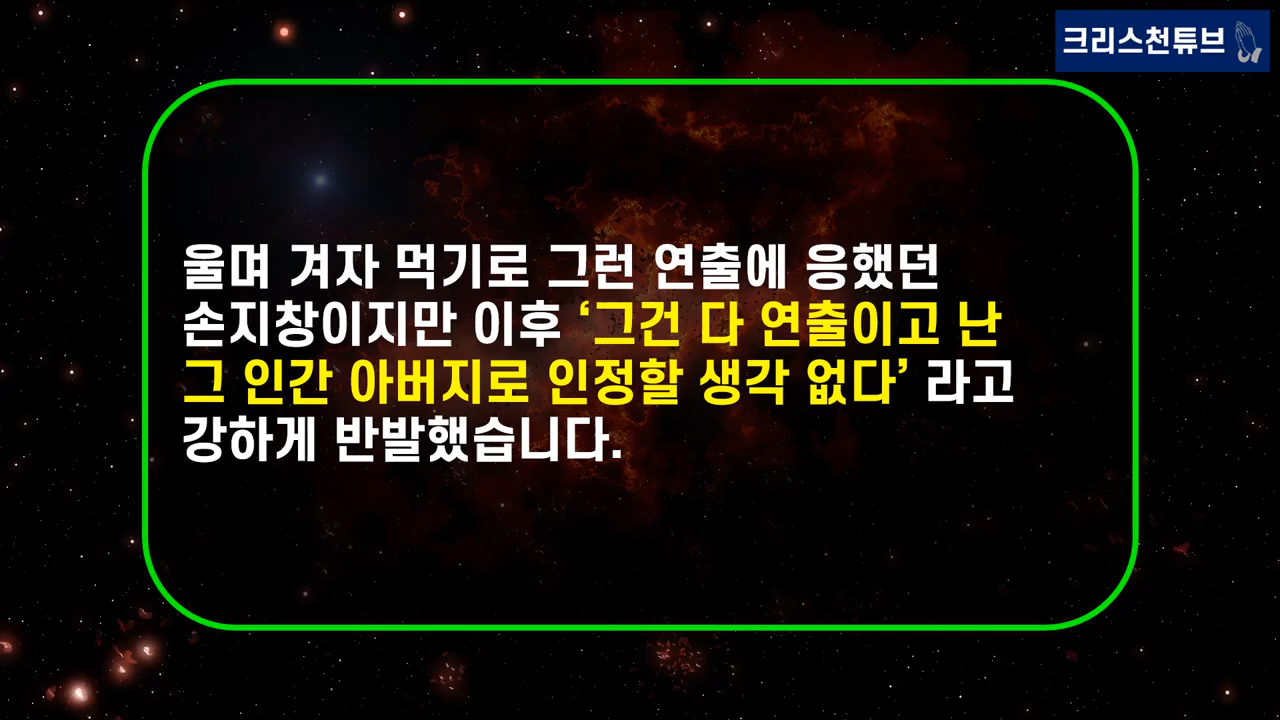 크리스천튜브
울며 겨자 먹기로 그런 연출에 응했던
손지창이지만 이후 ‘그건 다 연출이고 난
그 인간 아버지로 인정할 생각 없다’ 라고
강하게 반발했습니다.